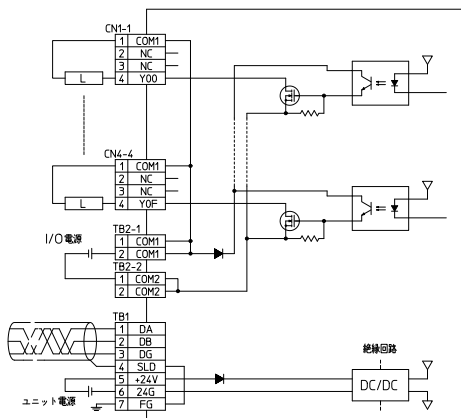 CN1-1
1 COM1
2 NC
3 NC
4 Y00
L
CN4-4
1 COM1
2 NC
3 NC
4 Y0F
L
TB2-1
I/O電源
1 COM1
2 COM1
TB2-2
1 COM2
2 COM2
TB1
1 DA
2 DB
3 DG
4 SLD
5 +24V
6 24G
7 FG
ユニット電源
絶縁回路
DC/DC